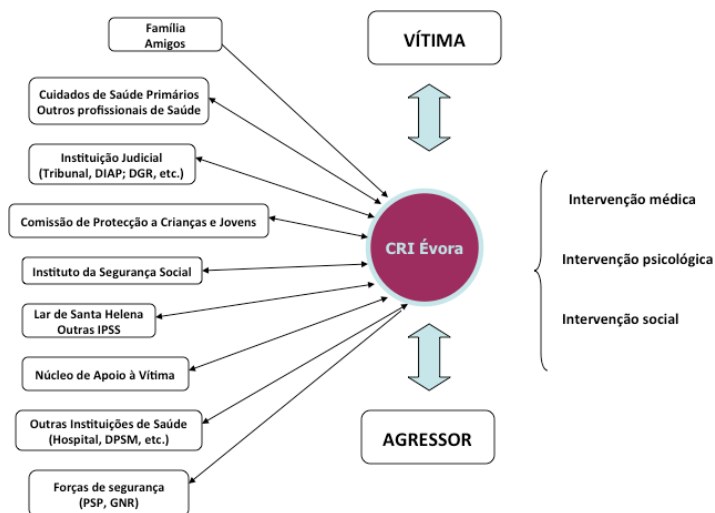 Família
Amigos
VÍTIMA
Cuidados de Saúde Primários
Outros profissionais de Saúde
Instituição Judicial
(Tribunal, DIAP; DGR, etc.)
Comissão de Protecção a Crianças e Jovens
Instituto da Segurança Social
Lar de Santa Helena
Outras IPSS
Núcleo de Apoio à Vítima
Outras Instituições de Saúde
(Hospital, DPSM, etc.)
Forças de segurança
(PSP, GNR)
CRI Évora
AGRESSOR
Intervenção médica
Intervenção psicológica
Intervenção social